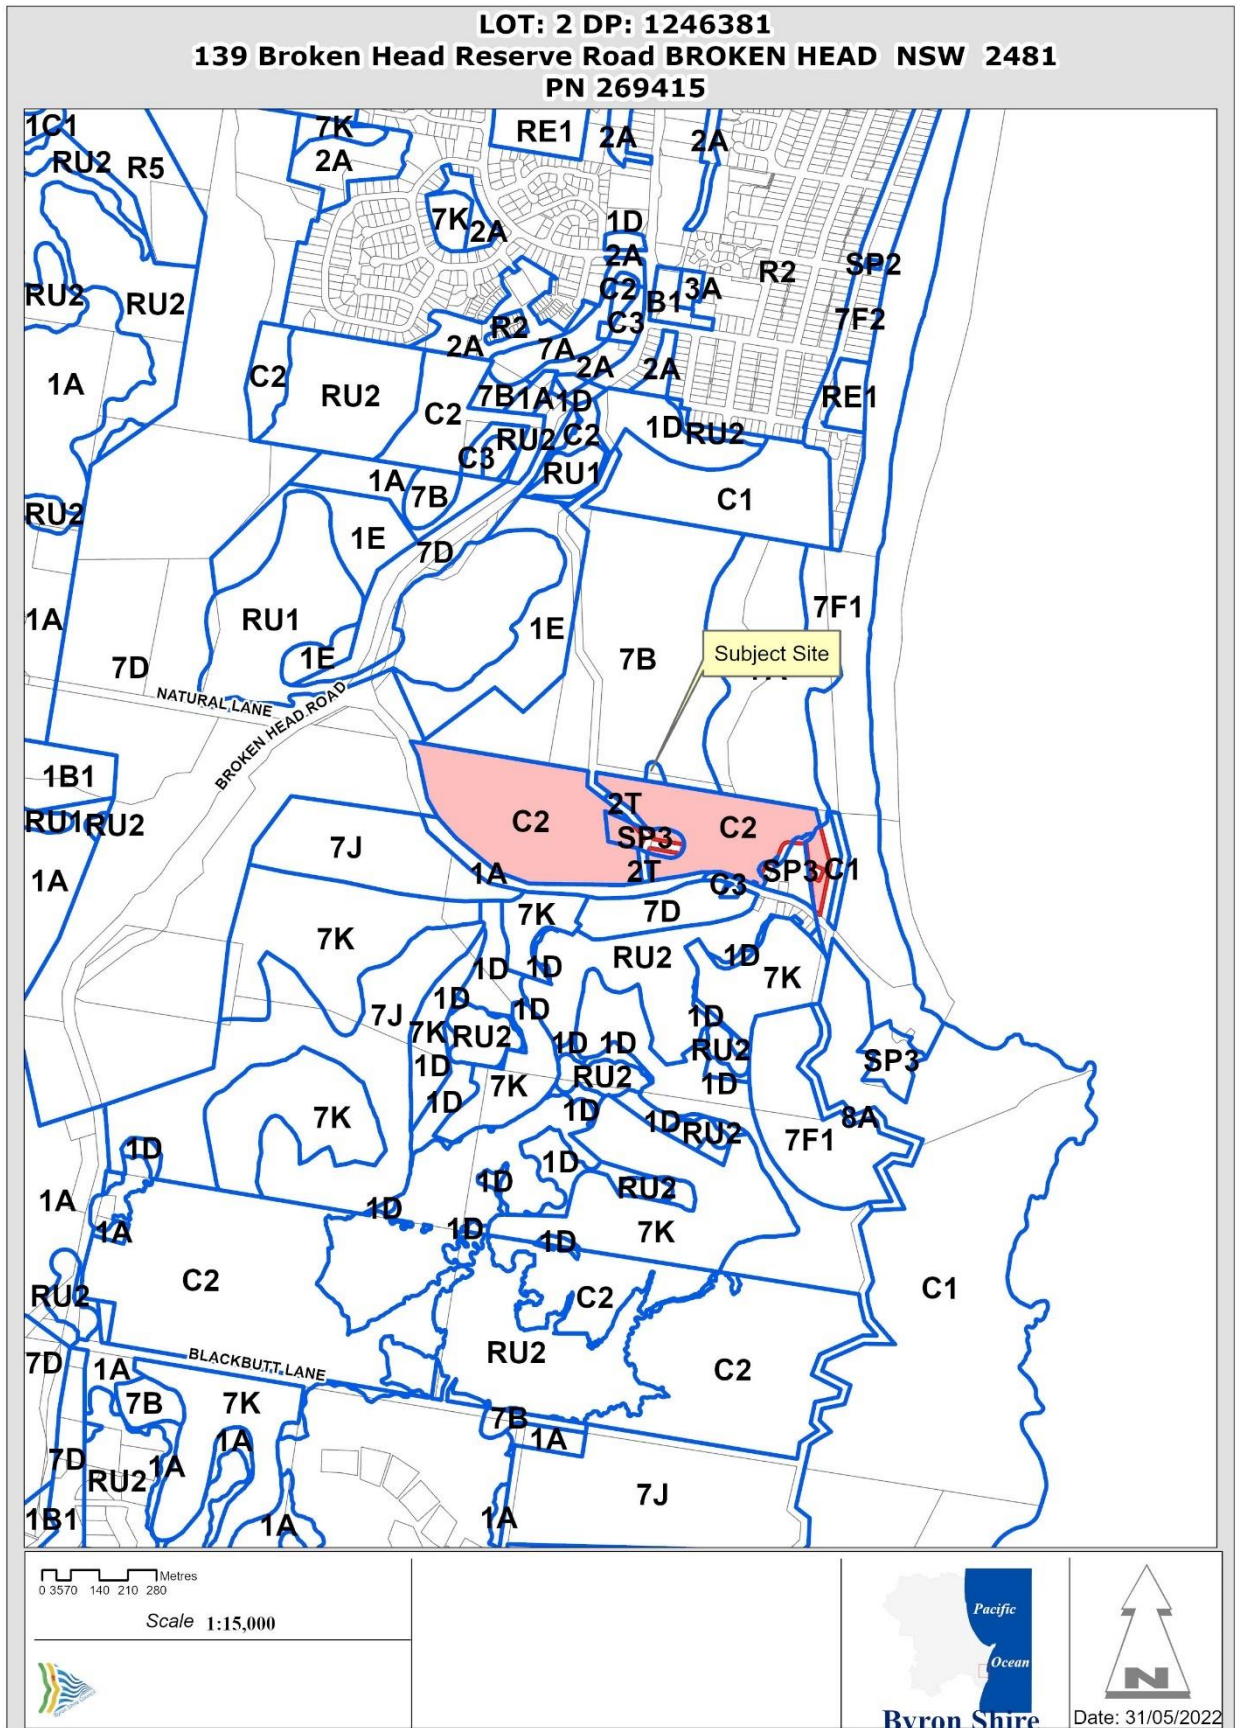 LOT: 2 DP: 1246381
139 Broken Head Reserve Road BROKEN HEAD NSW 2481
PN 269415
1C1 7K RE1 2A 2A
RU2 R5 2A
7K 2A 1D
2A R2 SP2
RU2 RU2 C2 B1 3A
R2 C3 7F2
2A 7A 2A 2A
1A C2 RU2 C2 7B 1A 1D RE1
RU2 C2 1D RU2
C3 RU1
1A 7B C1
RU2
1E 7D
1A RU1 1E 7F1
7D 1E 7B
Subject Site
NATURAL LANE
BROKEN HEAD ROAD
1B1
RU1 RU2
C2 2T C2
SP3
7J 1A 2T C3 SP3 C1
1A
7K 7D
7K RU2 1D
1D 1D 7K
7J 1D 1D 1D
7K RU2 1D 1D RU2 SP3
1D 7K RU2 1D
1D 1D 1D RU2 8A
7K 7F1
1D 1D
1D RU2
1A 1D 1D 7K
1A 1D
RU2 C2 C2 C1
RU2 C2
BLACKBUTT LANE
7D 1A
7B 7K 7B
1A 1A
7D RU2 1A 7J
1B1 1A 1A
Metres
0 35 70 140 210 280
Scale 1:15,000
Byron Shire Council
Pacific
Ocean
Byron Shire
N
Date: 31/05/2022